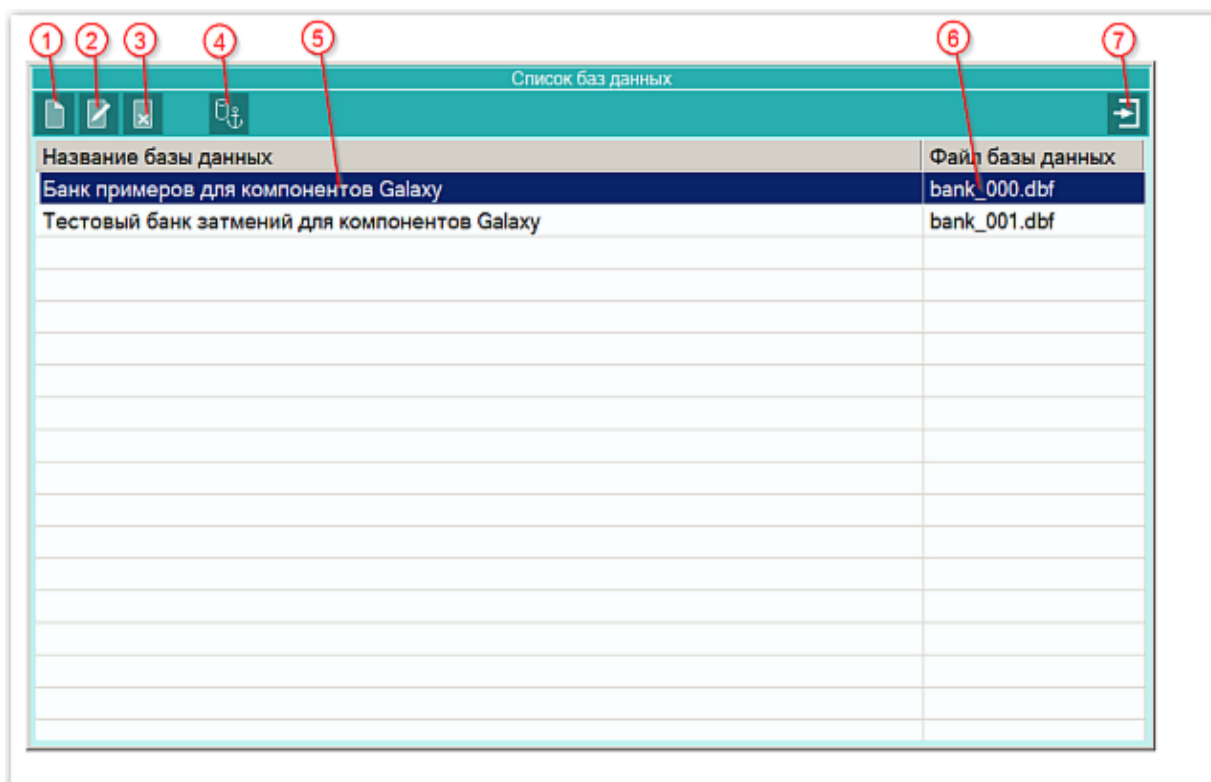 1 2 3 4 5 6 7
Список баз данных
Название базы данных Файл базы данных
Банк примеров для компонентов Galaxy bank_000.dbf
Тестовый банк затмений для компонентов Galaxy bank_001.dbf